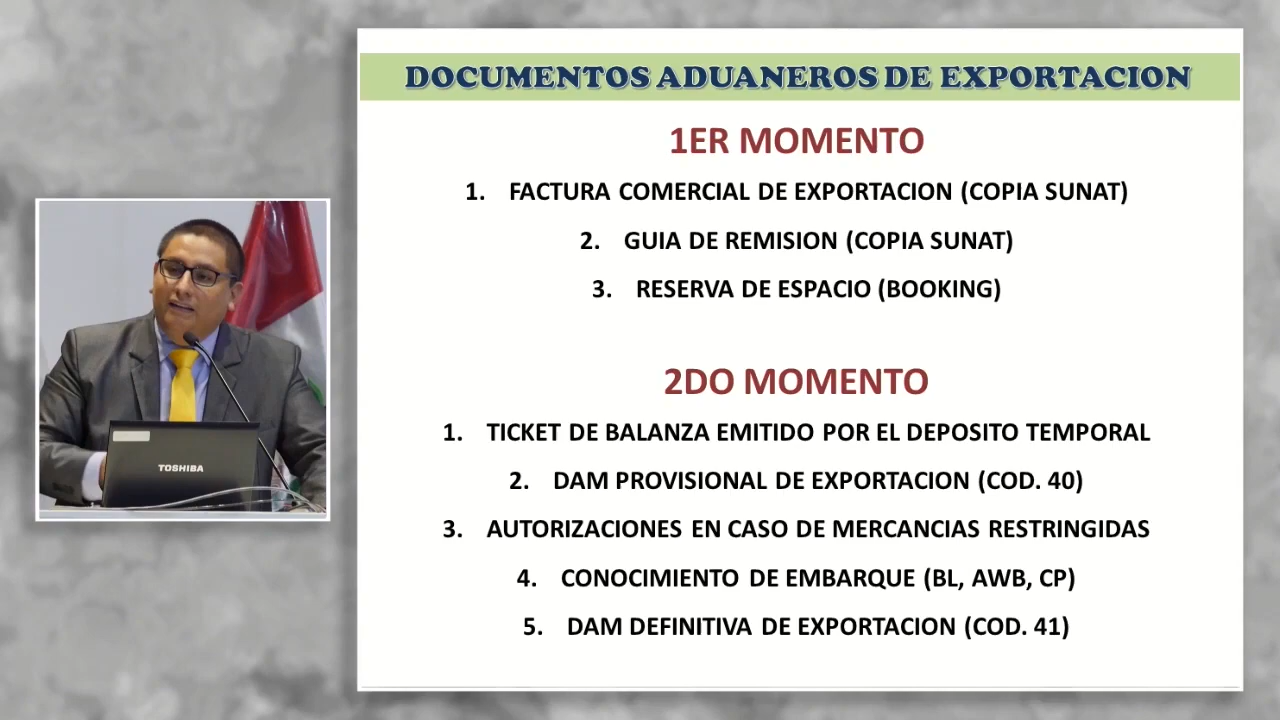 DOCUMENTOS ADUANEROS DE EXPORTACION
1ER MOMENTO
1. FACTURA COMERCIAL DE EXPORTACION (COPIA SUNAT)
2. GUIA DE REMISION (COPIA SUNAT)
3. RESERVA DE ESPACIO (BOOKING)
2DO MOMENTO
1. TICKET DE BALANZA EMITIDO POR EL DEPOSITO TEMPORAL
2. DAM PROVISIONAL DE EXPORTACION (COD. 40)
3. AUTORIZACIONES EN CASO DE MERCANCIAS RESTRINGIDAS
4. CONOCIMIENTO DE EMBARQUE (BL, AWB, CP)
5. DAM DEFINITIVA DE EXPORTACION (COD. 41)
TOSHIBA